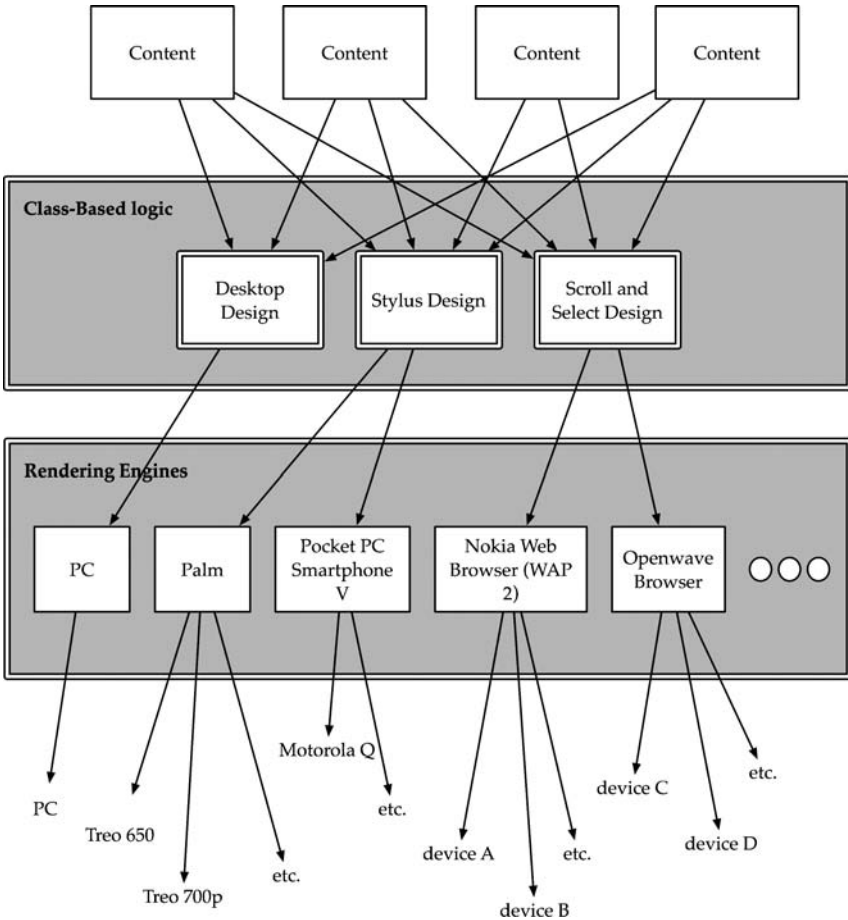 Content
Content
Content
Content
Class-Based logic
Desktop
Design
Stylus Design
Scroll and
Select Design
Rendering Engines
PC
Palm
Pocket PC
Smartphone
V
Nokia Web
Browser (WAP
2)
Openwave
Browser
Motorola Q
etc.
device C
etc.
PC
Treo 650
etc.
device A
etc.
device D
Treo 700p
device B